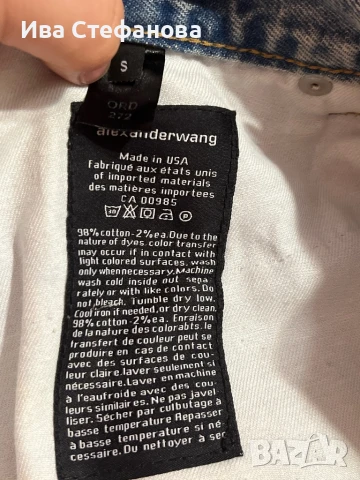 Ива Стефанова
S
ORD
272
alexanderwang
Made in USA
Fabriqué aux états unis
of imported materials
des matières importees
CA 00985
98% cotton-2%ea.Due to the
nature of dyes color transfer
may occur if in contact with
light colored surfaces, wash
only whennecessary.Machine
wash cold inside out sepa
rately or with like colors. Do
not bleach. Tumble dry low.
Cool iron if needed,or dry clean.
98% cotton-2%ea. Enraison
de la nature des colorabts. le
transfert de couleur peut se
produire en cas de contact
avec des surfaces de cou
leur claire.laver seulement si
nécessaire.Laver en machine
à l'eaufroide avec des cou
leurs similaires. Ne pas javel-
liser. Sécher par culbutage à
basse temperature Repasser
à basse temperature si né-
cessaire. Ou nettoyer à sec
BAZAR